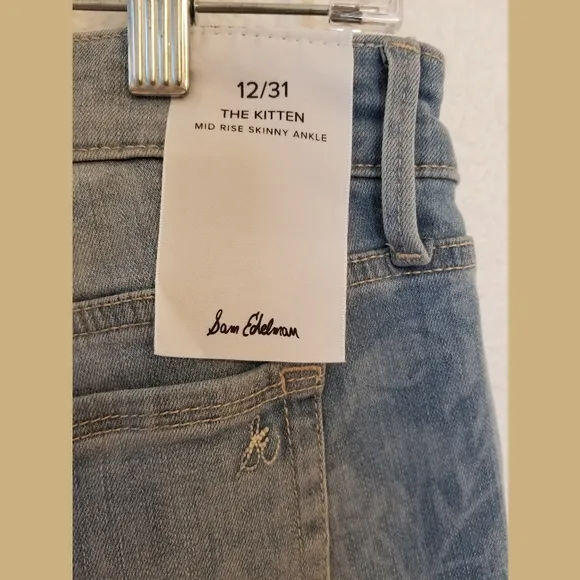 12/31
THE KITTEN
MID RISE SKINNY ANKLE
Sam Edelman